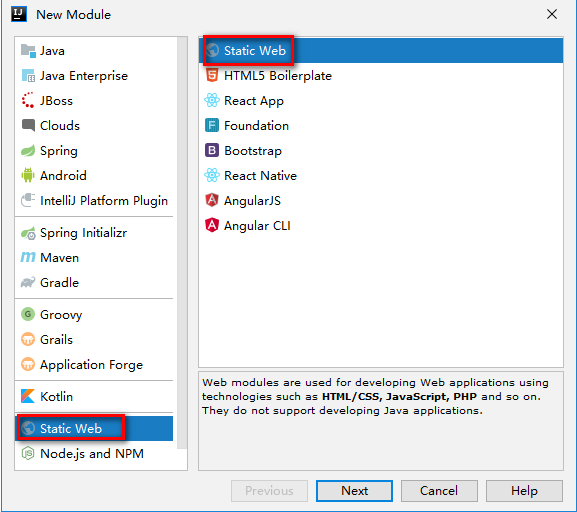 New Module
Java
Java Enterprise
JBoss
Clouds
Spring
Android
IntelliJ Platform Plugin
Spring Initializr
Maven
Gradle
Groovy
Grails
Application Forge
Kotlin
Static Web
Node.js and NPM
Static Web
HTML5 Boilerplate
React App
Foundation
Bootstrap
React Native
AngularJS
Angular CLI
Web modules are used for developing Web applications using
technologies such as HTML/CSS, JavaScript, PHP and so on.
They do not support developing Java applications.
Previous
Next
Cancel
Help